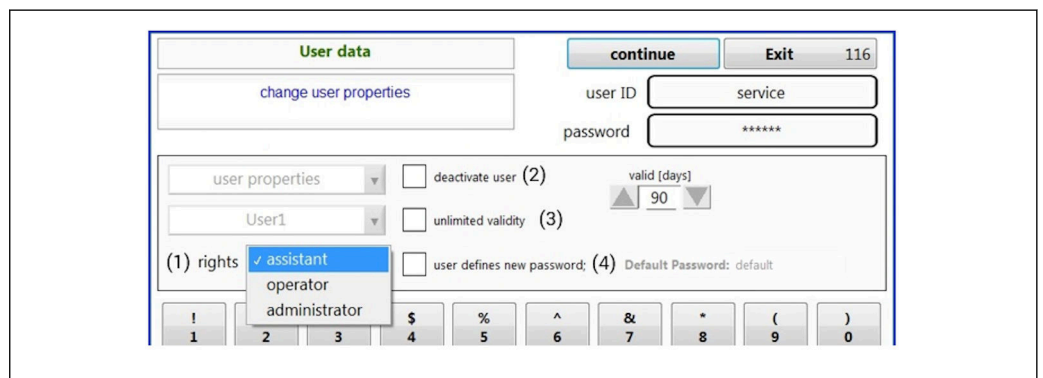 User data
continue
Exit 116
change user properties
user ID service
password ******
user properties deactivate user (2) valid [days]
90
User1 unlimited validity (3)
(1) rights ✓ assistant user defines new password; (4) Default Password: default
operator
administrator
! $ % ^ & * ( )
1 2 3 4 5 6 7 8 9 0